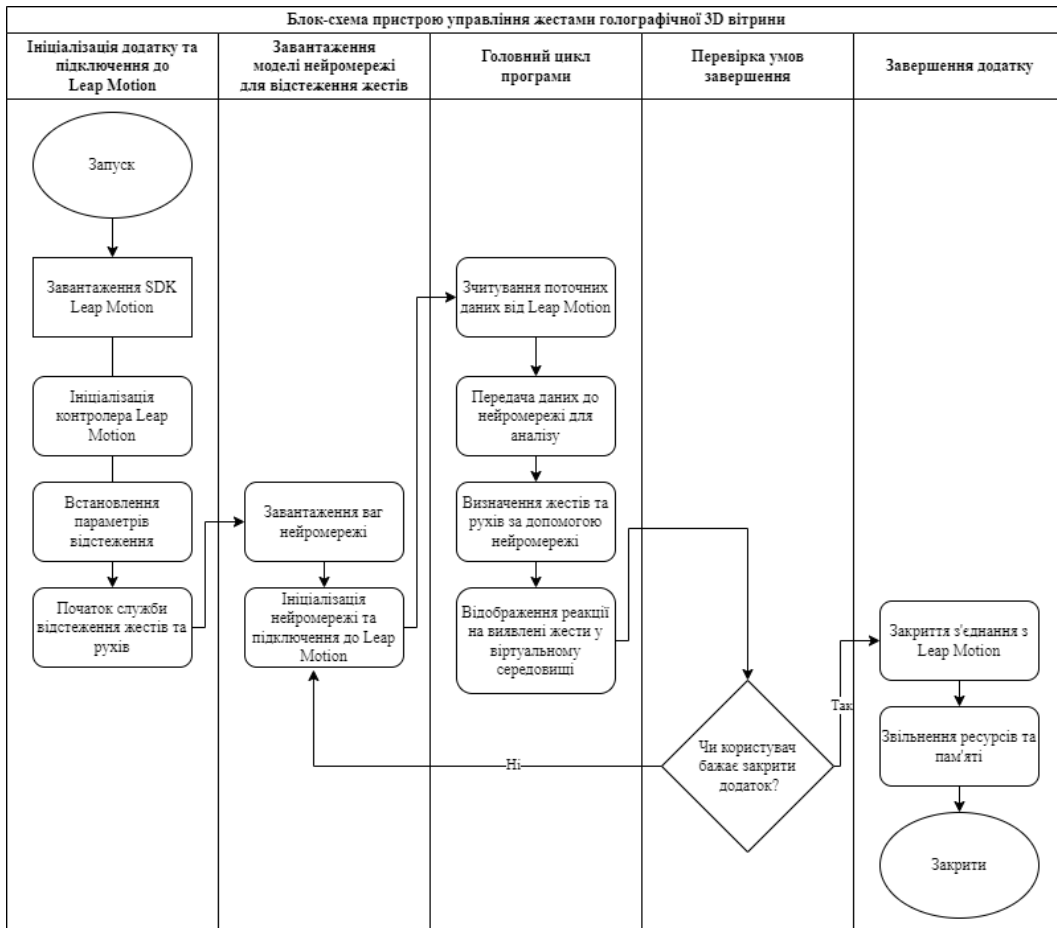 Блок-схема пристрою управління жестами голографічної 3D вітрини
Ініціалізація додатку та
підключення до
Leap Motion
Завантаження
моделі нейромережі
для відстеження жестів
Головний цикл
програми
Перевірка умов
завершення
Завершення додатку
Запуск
Завантаження SDK
Leap Motion
Ініціалізація
контролера Leap
Motion
Встановлення
параметрів
відстеження
Початок служби
відстеження жестів та
рухів
Завантаження ваг
нейромережі
Ініціалізація
нейромережі та
підключення до Leap
Motion
Зчитування поточних
даних від Leap Motion
Передача даних до
нейромережі для
аналізу
Визначення жестів та
рухів за допомогою
нейромережі
Відображення реакції
на виявлені жести у
віртуальному
середовищі
Чи користувач
бажає закрити
додаток?
Ні
Так
Закриття з'єднання з
Leap Motion
Звільнення ресурсів та
пам'яті
Закрити